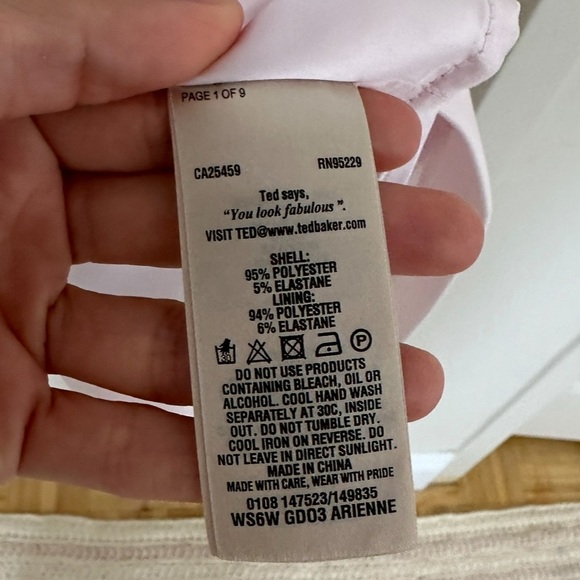 PAGE 1 OF 9
CA25459 RN95229
Ted says,
"You look fabulous".
VISIT TED@www.tedbaker.com
SHELL:
95% POLYESTER
5% ELASTANE
LINING:
94% POLYESTER
6% ELASTANE
DO NOT USE PRODUCTS
CONTAINING BLEACH, OIL OR
ALCOHOL. COOL HAND WASH
SEPARATELY AT 30C, INSIDE
OUT. DO NOT TUMBLE DRY.
COOL IRON ON REVERSE. DO
NOT LEAVE IN DIRECT SUNLIGHT.
MADE IN CHINA
MADE WITH CARE, WEAR WITH PRIDE
0108 147523/149835
WS6W GD03 ARIENNE